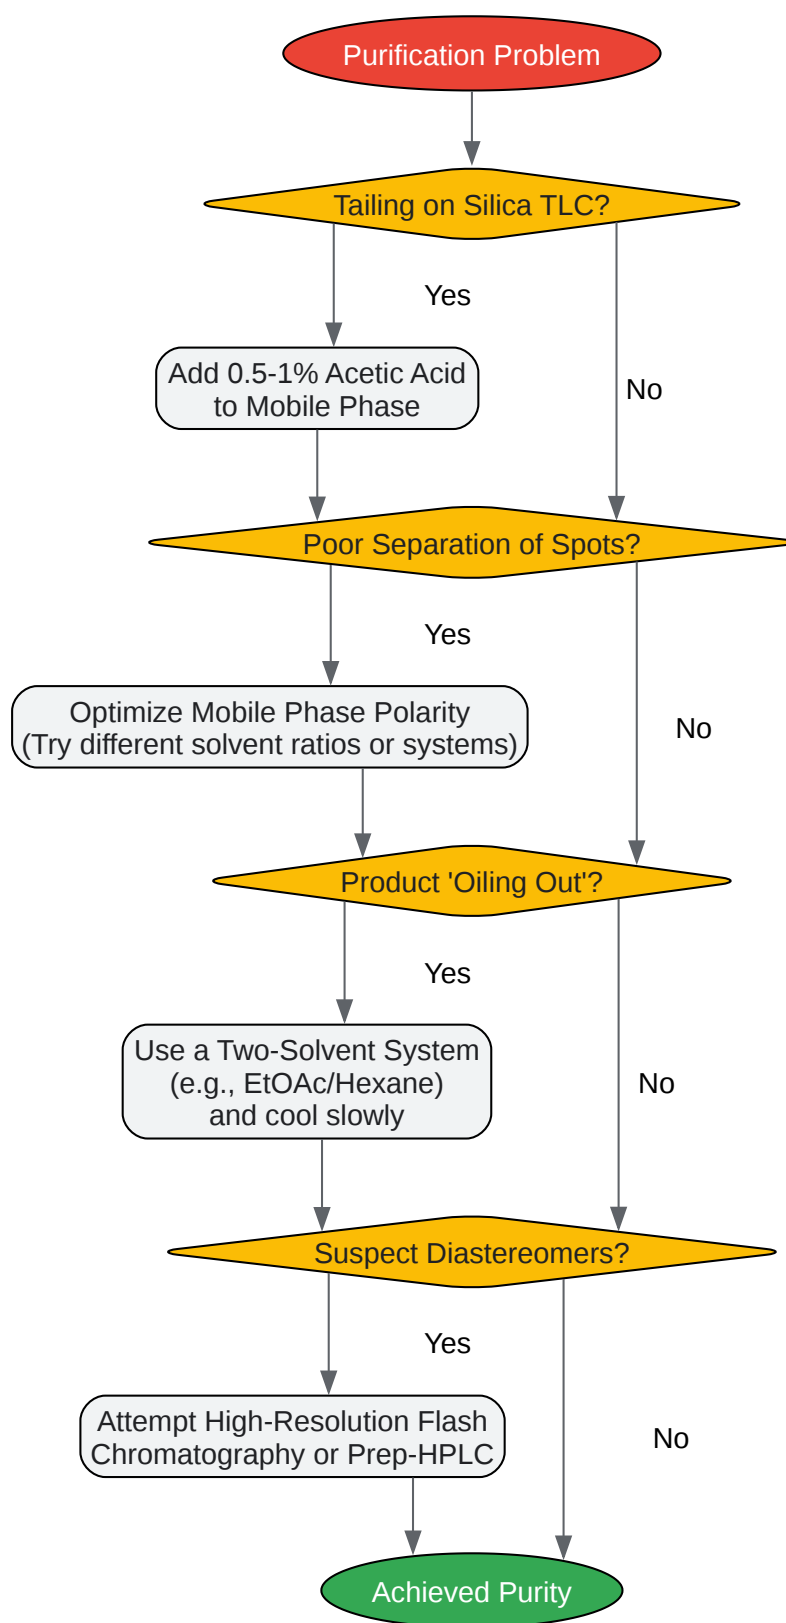 Purification Problem
Tailing on Silica TLC?
Yes
Add 0.5-1% Acetic Acid
to Mobile Phase
No
Poor Separation of Spots?
Yes
Optimize Mobile Phase Polarity
(Try different solvent ratios or systems)
No
Product 'Oiling Out'?
Yes
Use a Two-Solvent System
(e.g., EtOAc/Hexane)
and cool slowly
No
Suspect Diastereomers?
Yes
Attempt High-Resolution Flash
Chromatography or Prep-HPLC
No
Achieved Purity